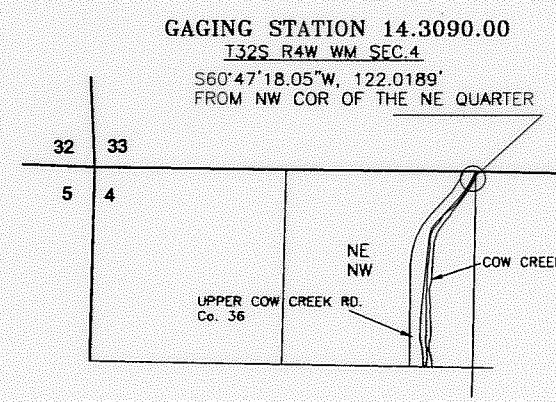 GAGING STATION 14.3090.00
T32S R4W WM SEC.4
S60°47'18.05"W, 122.0189'
FROM NW COR OF THE NE QUARTER
32 33
5 4
NE
NW
COW CREE
UPPER COW CREEK RD.
Co. 36